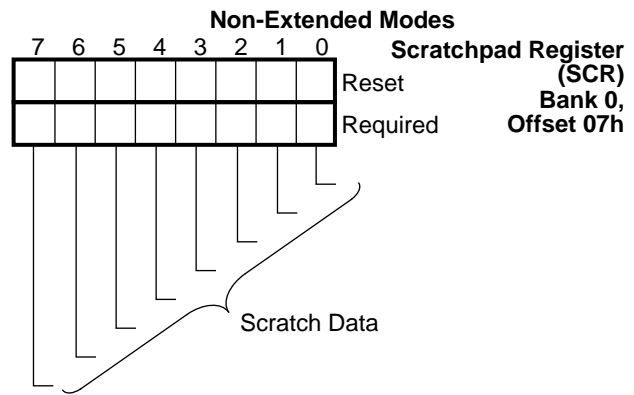 Non-Extended Modes
7 6 5 4 3 2 1 0
Scratchpad Register
(SCR)
Bank 0,
Offset 07h
Reset
Required
Scratch Data